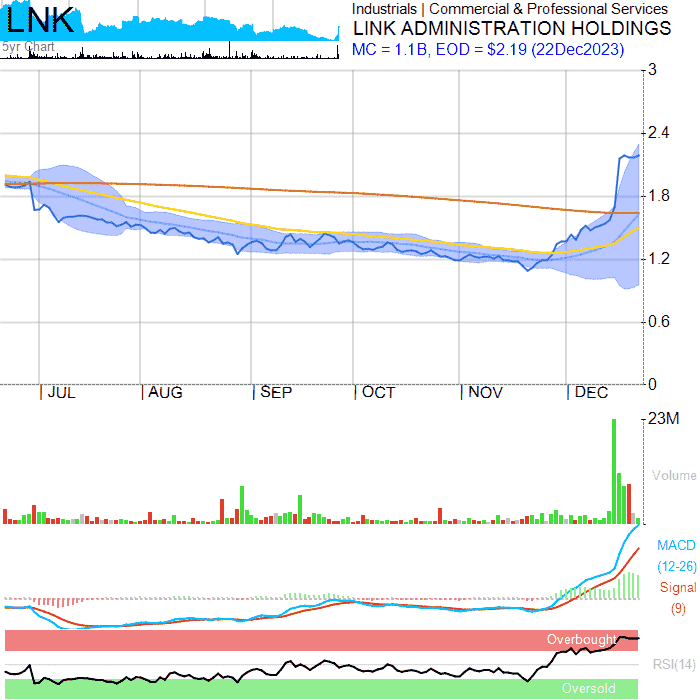 LNK
5yr Chart
Industrials | Commercial & Professional Services
LINK ADMINISTRATION HOLDINGS
MC = 1.1B, EOD = $2.19 (22Dec2023)
3
2.4
1.8
1.2
0.6
0
JUL AUG SEP OCT NOV DEC
23M
Volume
MACD
(12-26)
Signal
(9)
Overbought
RSI(14)
Oversold